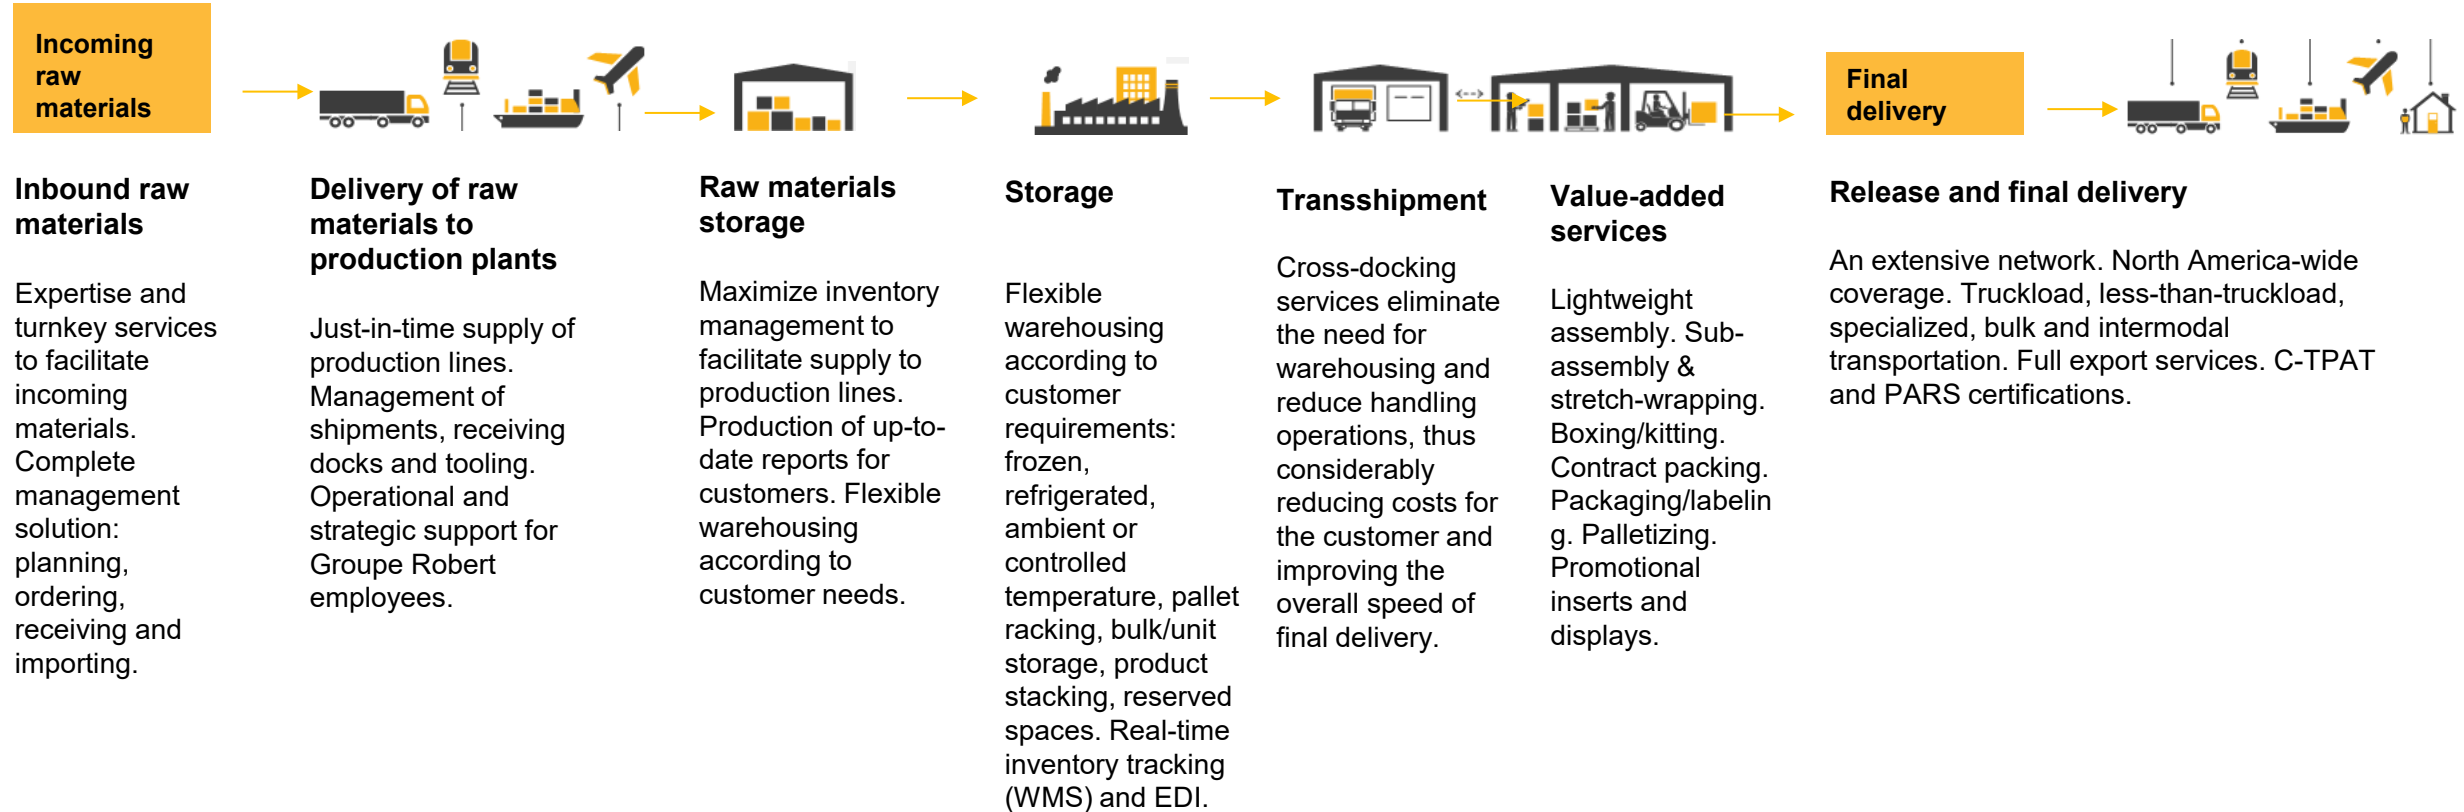 Incoming
raw
materials
Final
delivery
Inbound raw
materials
Expertise and
turnkey services
to facilitate
incoming
materials.
Complete
management
solution:
planning,
ordering,
receiving and
importing.
Delivery of raw
materials to
production plants
Just-in-time supply of
production lines.
Management of
shipments, receiving
docks and tooling.
Operational and
strategic support for
Groupe Robert
employees.
Raw materials
storage
Maximize inventory
management to
facilitate supply to
production lines.
Production of up-to-
date reports for
customers. Flexible
warehousing
according to
customer needs.
Storage
Flexible
warehousing
according to
customer
requirements:
frozen,
refrigerated,
ambient or
controlled
temperature, pallet
racking, bulk/unit
storage, product
stacking, reserved
spaces. Real-time
inventory tracking
(WMS) and EDI.
Transshipment
Cross-docking
services eliminate
the need for
warehousing and
reduce handling
operations, thus
considerably
reducing costs for
the customer and
improving the
overall speed of
final delivery.
Value-added
services
Lightweight
assembly. Sub-
assembly &
stretch-wrapping.
Boxing/kitting.
Contract packing.
Packaging/labelin
g. Palletizing.
Promotional
inserts and
displays.
Release and final delivery
An extensive network. North America-wide
coverage. Truckload, less-than-truckload,
specialized, bulk and intermodal
transportation. Full export services. C-TPAT
and PARS certifications.